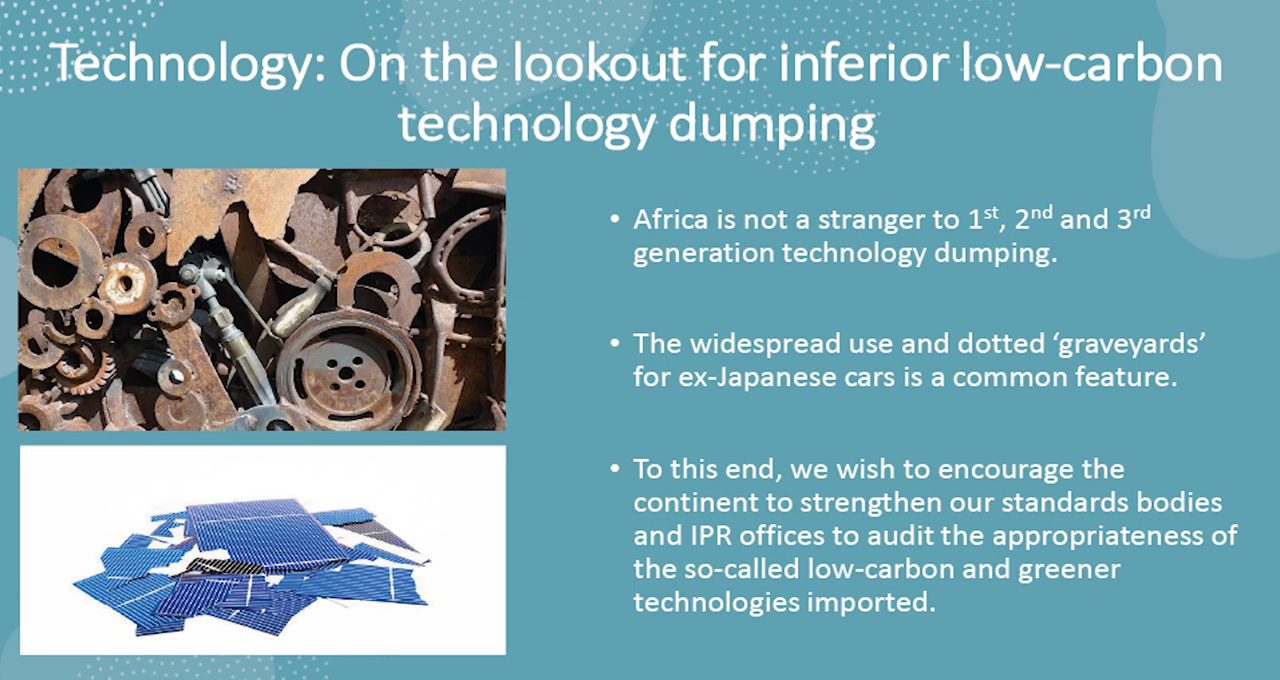 Technology: On the lookout for inferior low-carbon
technology dumping
• Africa is not a stranger to 1st, 2nd and 3rd
generation technology dumping.
• The widespread use and dotted ‘graveyards’
for ex-Japanese cars is a common feature.
• To this end, we wish to encourage the
continent to strengthen our standards bodies
and IPR offices to audit the appropriateness of
the so-called low-carbon and greener
technologies imported.